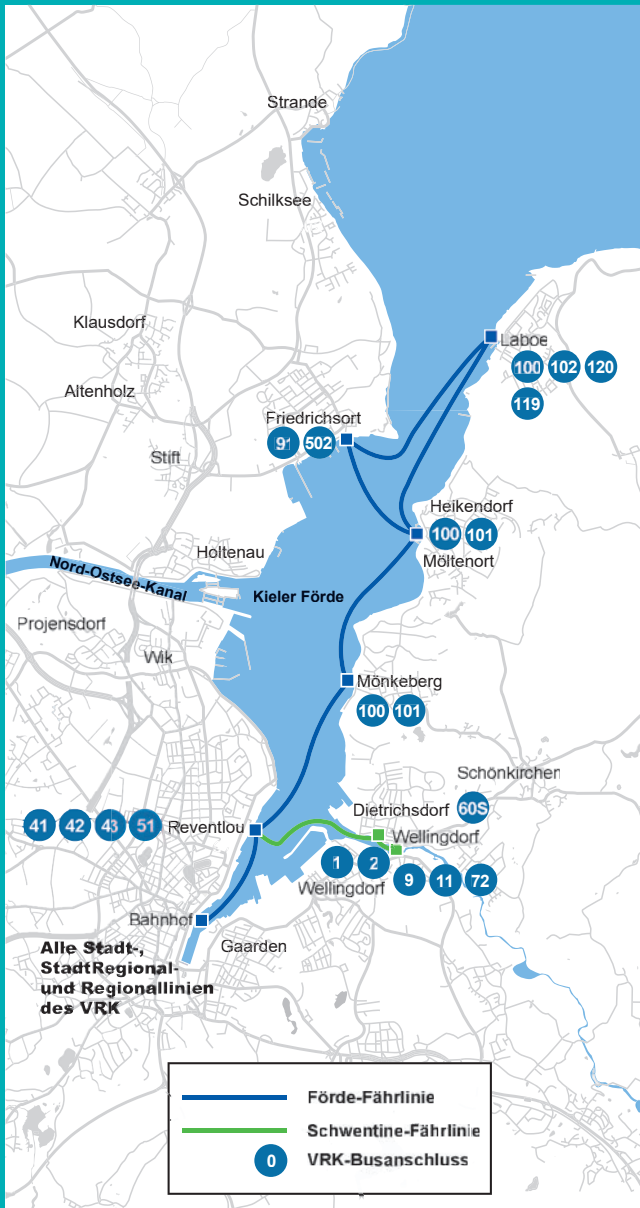 Strande
Schilksee
Klausdorf
Laboe
100 102 120
119
Altenholz
Friedrichsort
91 502
Stift
Heikendorf
100 101
Möltenort
Holtenau
Nord-Ostsee-Kanal
Kieler Förde
Projensdorf
Wik
Mönkeberg
100 101
Schönkirchen
60S
Dietrichsdorf
41 42 43 51 Reventlou
Wellingdorf
1 2
9 11 72
Wellingdorf
Bahnhof
Gaarden
Alle Stadt-,
StadtRegional-
und Regionallinien
des VRK
Förde-Fährlinie
Schwentine-Fährlinie
0 VRK-Busanschluss